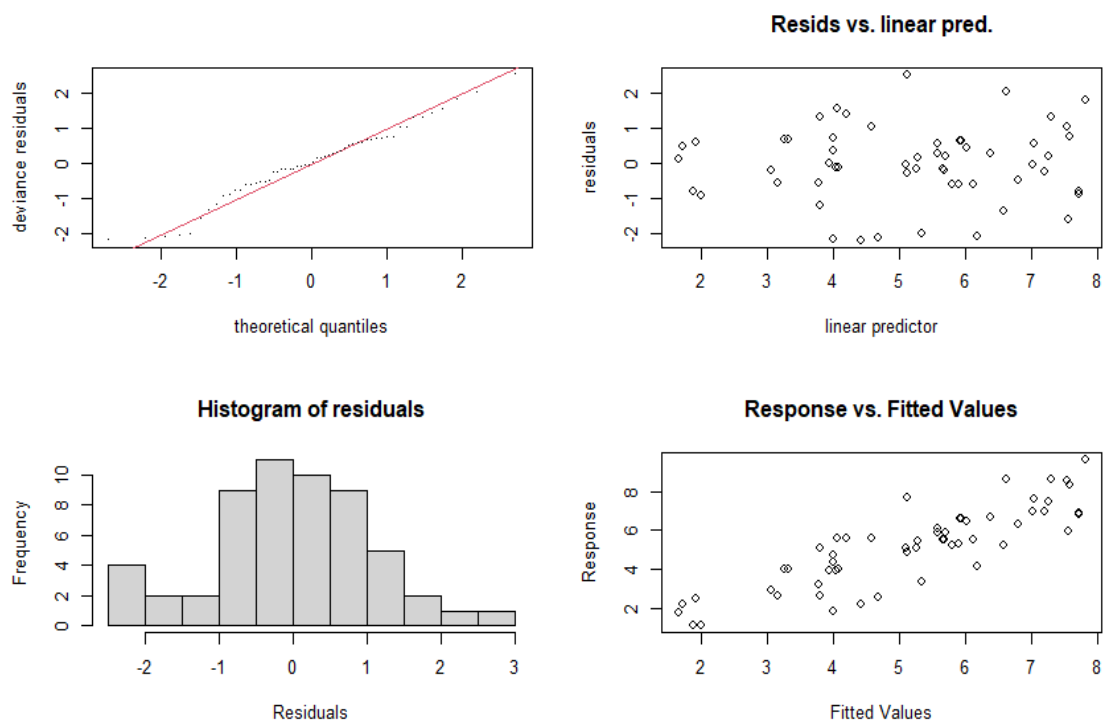 deviance residuals
2
1
0
-1
-2
-2 -1 0 1 2
theoretical quantiles
Resids vs. linear pred.
residuals
2
1
0
-1
-2
2 3 4 5 6 7 8
linear predictor
Histogram of residuals
Frequency
10
8
6
4
2
0
-2 -1 0 1 2 3
Residuals
Response vs. Fitted Values
Response
8
6
4
2
2 3 4 5 6 7 8
Fitted Values